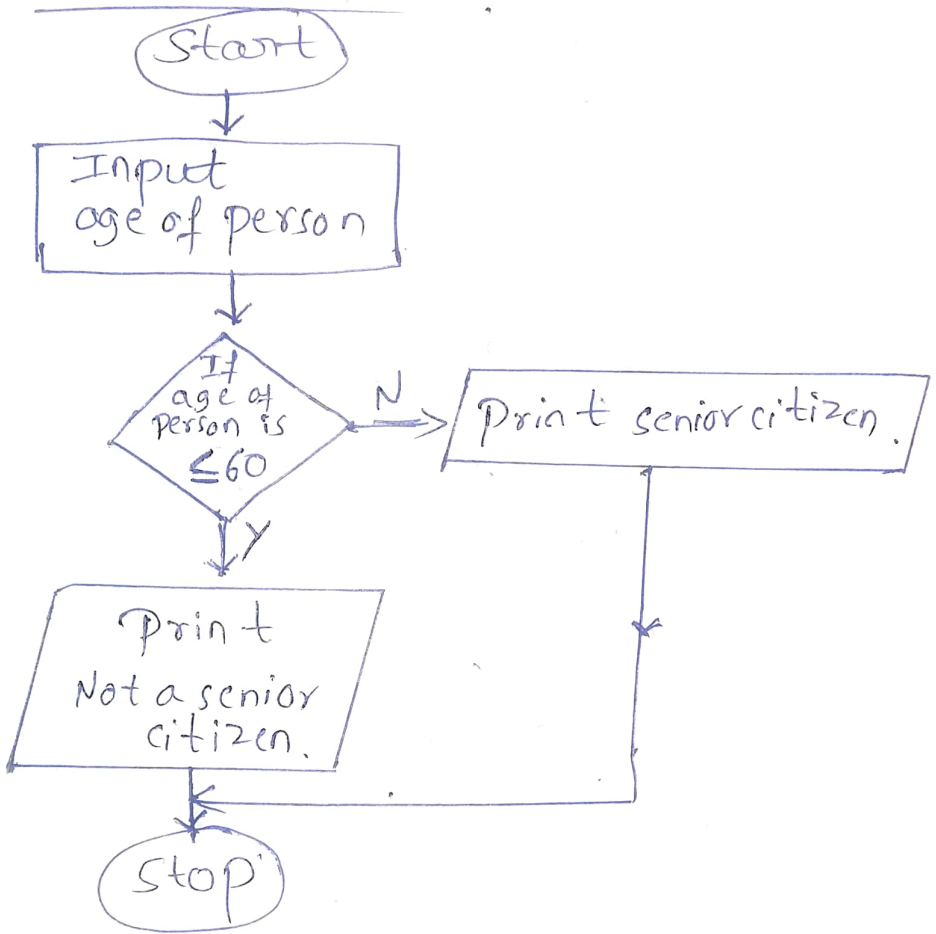 Start
Input
age of person
If
age of
person is
≤60
N
Print senior citizen.
Y
Print
Not a senior
citizen.
Stop